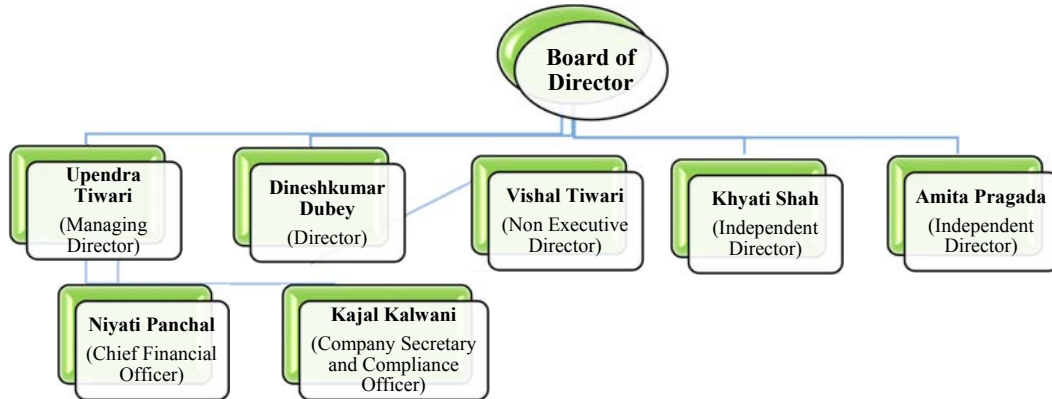 Board of
Director
Upendra
Tiwari
(Managing
Director)
Dineshkumar
Dubey
(Director)
Vishal Tiwari
(Non Executive
Director)
Khyati Shah
(Independent
Director)
Amita Pragada
(Independent
Director)
Niyati Panchal
(Chief Financial
Officer)
Kajal Kalwani
(Company Secretary
and Compliance
Officer)